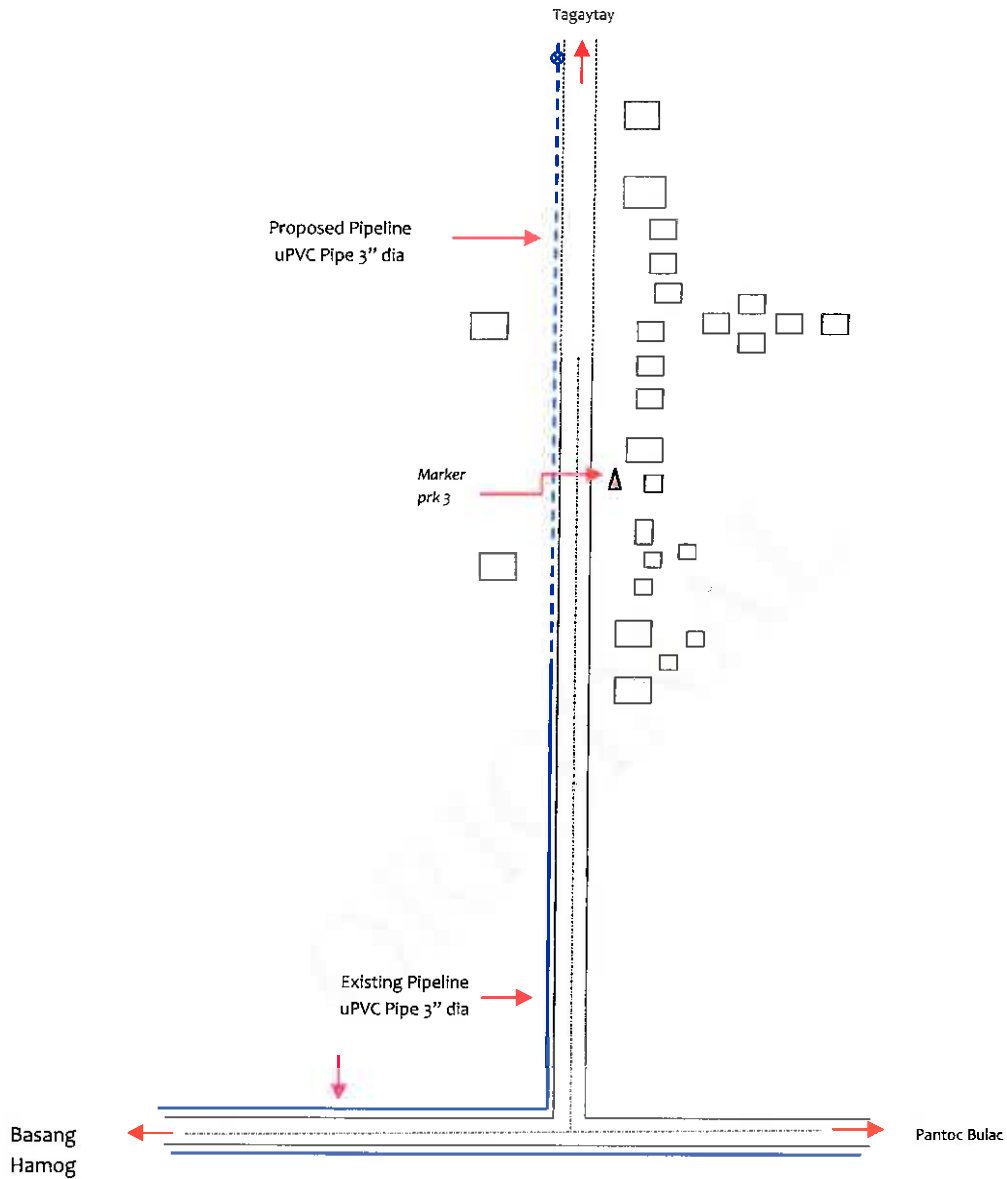 Tagaytay
Proposed Pipeline
uPVC Pipe 3” dia
Marker
prk 3
Existing Pipeline
uPVC Pipe 3” dia
Basang
Hamog
Pantoc Bulac